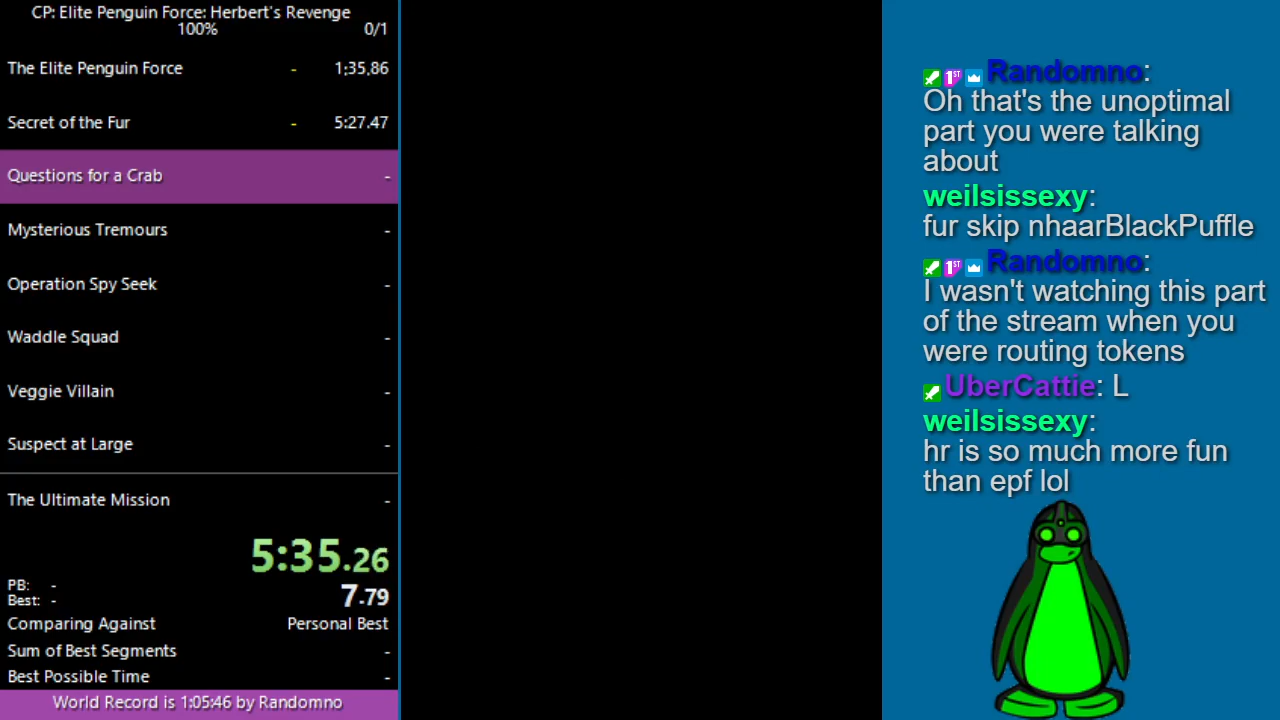 CP: Elite Penguin Force: Herbert's Revenge
100% 0/1
The Elite Penguin Force - 1:35.86
Secret of the Fur - 5:27.47
Questions for a Crab -
Mysterious Tremours -
Operation Spy Seek -
Waddle Squad -
Veggie Villain -
Suspect at Large -
The Ultimate Mission -
5:35.26
PB: - 7.79
Best: -
Comparing Against Personal Best
Sum of Best Segments -
Best Possible Time -
World Record is 1:05:46 by Randomno
1ST Randomno:
Oh that's the unoptimal
part you were talking
about
weilsissexy:
fur skip nhaarBlackPuffle
1ST Randomno:
I wasn't watching this part
of the stream when you
were routing tokens
UberCattie: L
weilsissexy:
hr is so much more fun
than epf lol